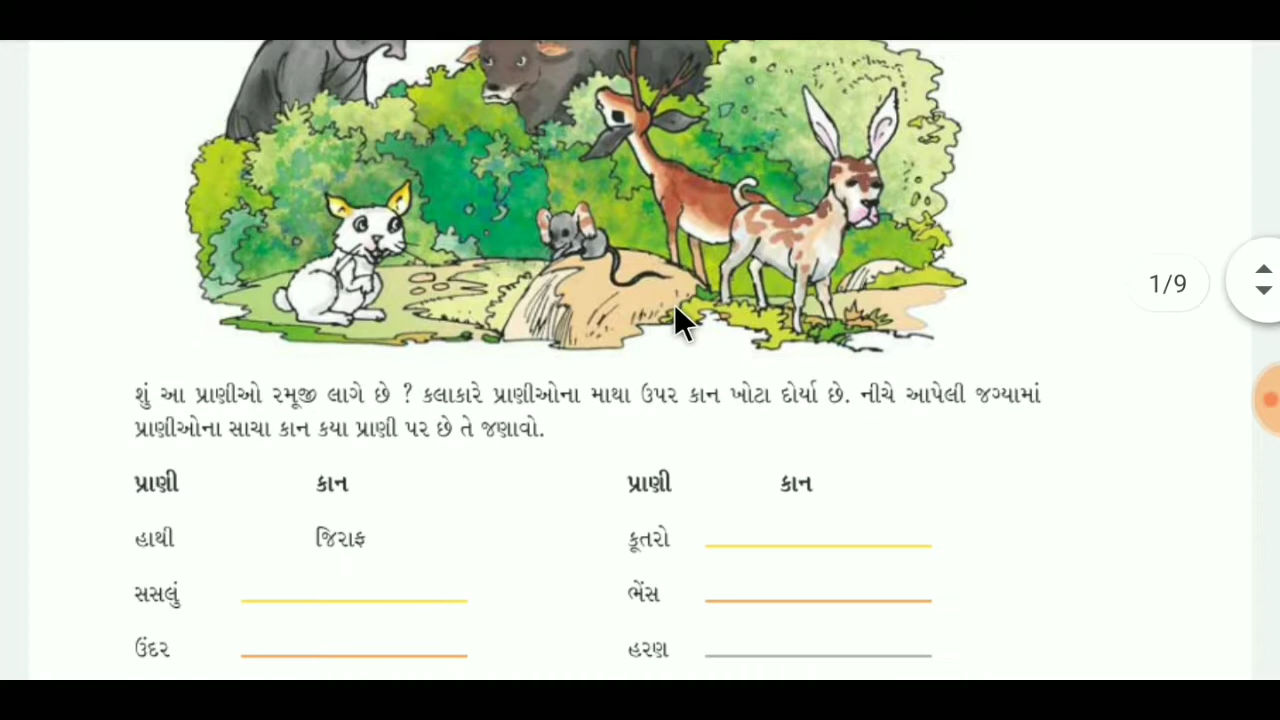 શું આ પ્રાણીઓ રમૂજી લાગે છે ? કલાકારે પ્રાણીઓના માથા ઉપર કાન ખોટા દોર્યા છે. નીચે આપેલી જગ્યામાં
પ્રાણીઓના સાચા કાન કયા પ્રાણી પર છે તે જણાવો.
પ્રાણી કાન પ્રાણી કાન
હાથી જિરાફ કૂતરો
સસલું ભેંસ
ઉંદર હરણ
1/9